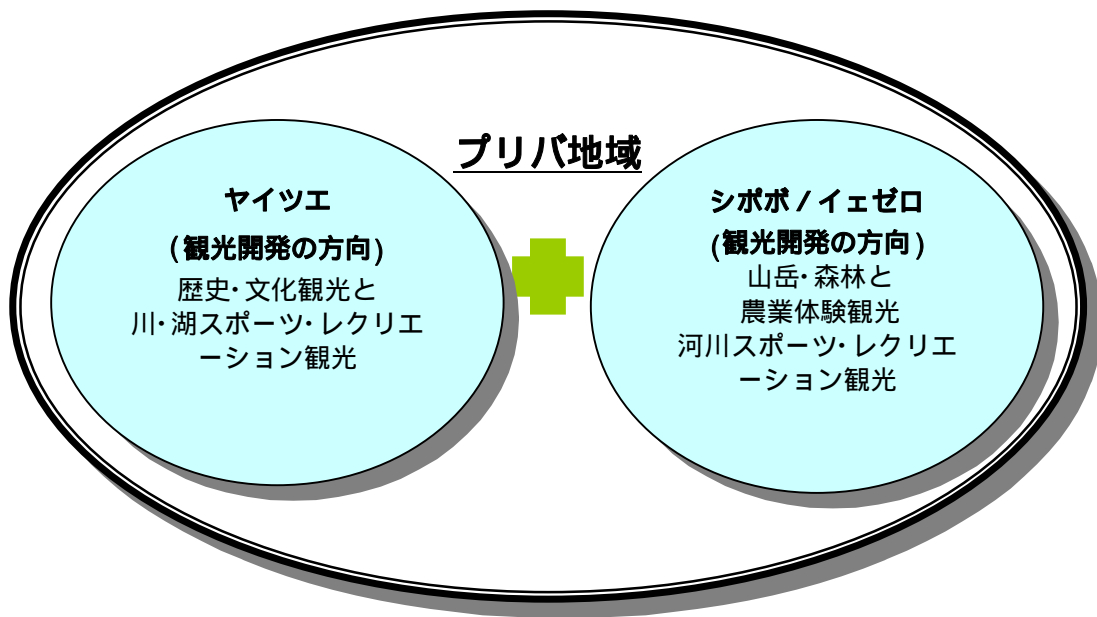 プリバ地域
ヤイツエ
(観光開発の方向)
歴史・文化観光と
川・湖スポーツ・レクリエ
ーション観光
シポボ/イェゼロ
(観光開発の方向)
山岳・森林と
農業体験観光
河川スポーツ・レクリエ
ーション観光